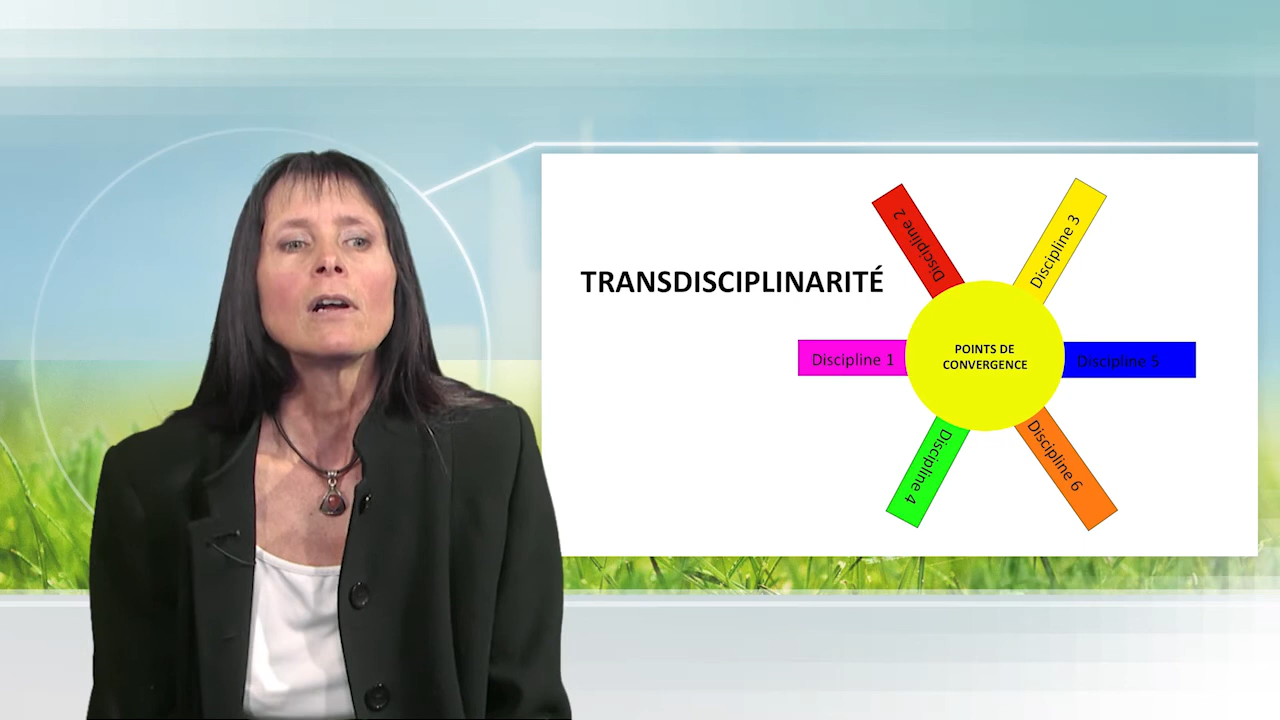 TRANSDISCIPLINARITÉ
Discipline 2
Discipline 3
Discipline 1
POINTS DE
CONVERGENCE
Discipline 5
Discipline 4
Discipline 6